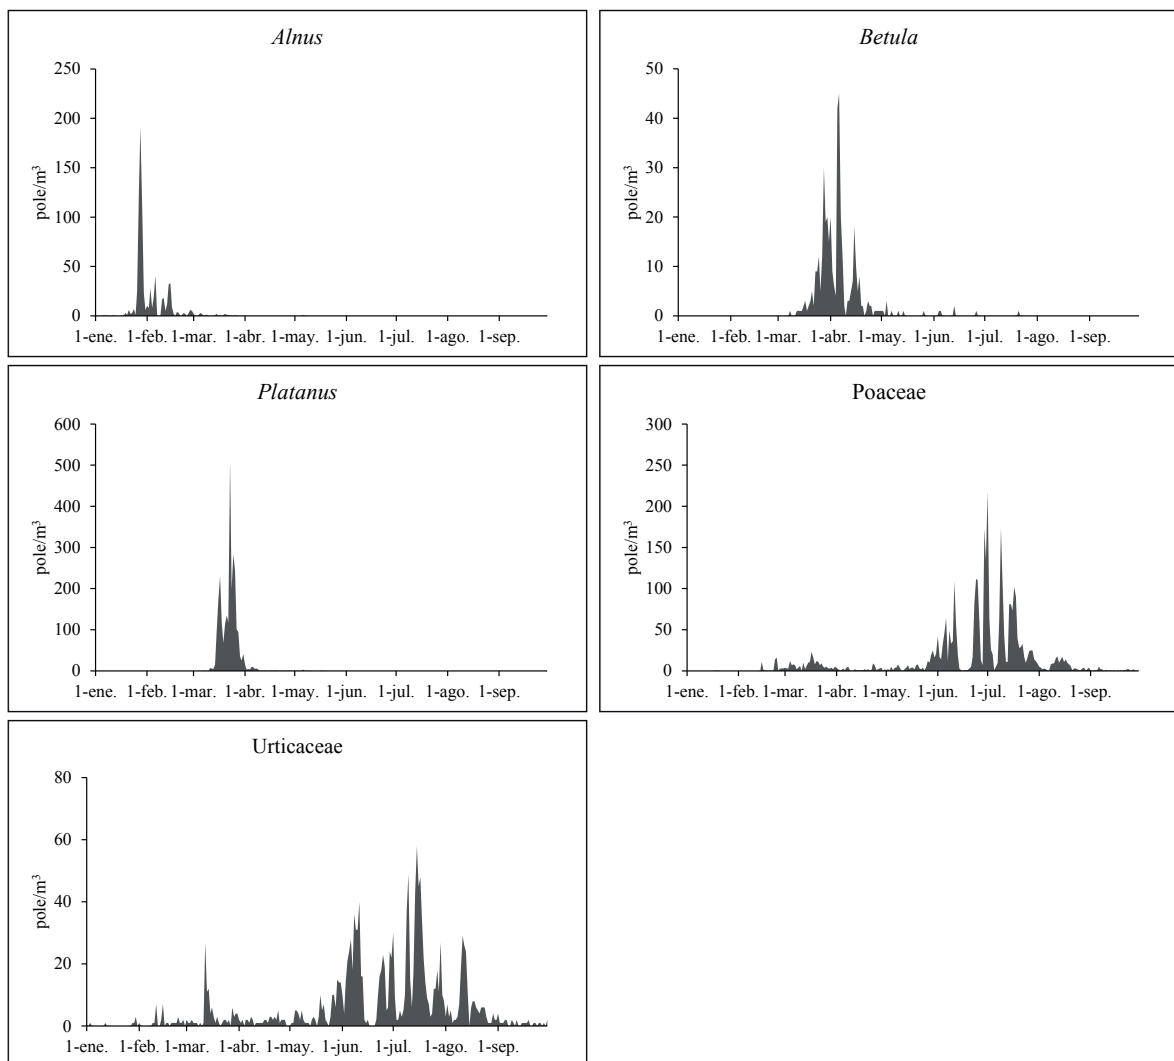 Alnus
250
200
150
100
50
0
pole/m³
1-ene. 1-feb. 1-mar. 1-abr. 1-may. 1-jun. 1-jul. 1-ago. 1-sep.
Betula
50
40
30
20
10
0
pole/m³
1-ene. 1-feb. 1-mar. 1-abr. 1-may. 1-jun. 1-jul. 1-ago. 1-sep.
Platanus
600
500
400
300
200
100
0
pole/m³
1-ene. 1-feb. 1-mar. 1-abr. 1-may. 1-jun. 1-jul. 1-ago. 1-sep.
Poaceae
300
250
200
150
100
50
0
pole/m³
1-ene. 1-feb. 1-mar. 1-abr. 1-may. 1-jun. 1-jul. 1-ago. 1-sep.
Urticaceae
80
60
40
20
0
pole/m³
1-ene. 1-feb. 1-mar. 1-abr. 1-may. 1-jun. 1-jul. 1-ago. 1-sep.